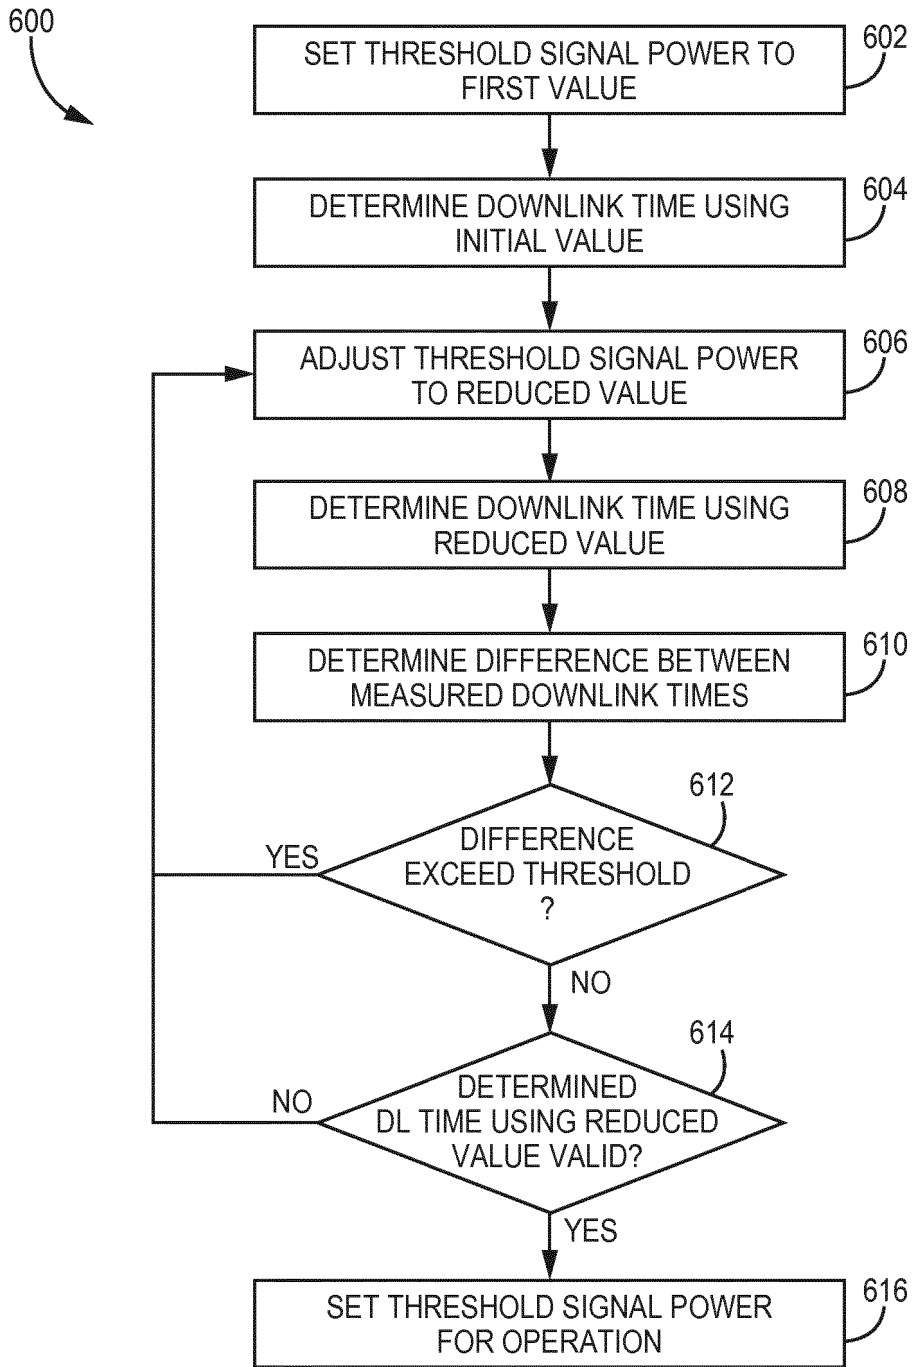 600
SET THRESHOLD SIGNAL POWER TO
FIRST VALUE
602
DETERMINE DOWNLINK TIME USING
INITIAL VALUE
604
ADJUST THRESHOLD SIGNAL POWER
TO REDUCED VALUE
606
DETERMINE DOWNLINK TIME USING
REDUCED VALUE
608
DETERMINE DIFFERENCE BETWEEN
MEASURED DOWNLINK TIMES
610
612
DIFFERENCE
EXCEED THRESHOLD
?
YES
NO
614
DETERMINED
DL TIME USING REDUCED
VALUE VALID?
NO
YES
SET THRESHOLD SIGNAL POWER
FOR OPERATION
616